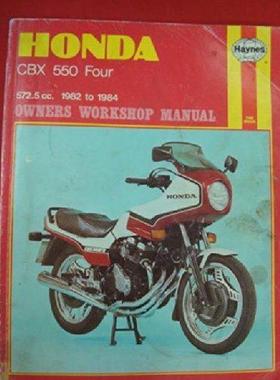 HONDA
Haynes
CBX 550 Four
572.5 cc. 1982 to 1984
OWNERS WORKSHOP MANUAL
HONDA